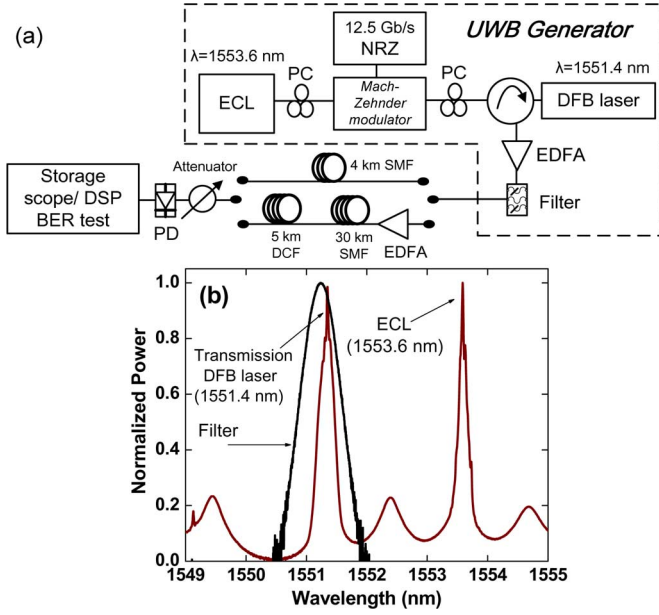 (a)
UWB Generator
12.5 Gb/s
NRZ
λ=1553.6 nm
λ=1551.4 nm
PC
PC
ECL
Mach-
Zehnder
modulator
DFB laser
EDFA
Filter
Storage
scope/ DSP
BER test
PD
Attenuator
4 km SMF
5 km
DCF
30 km
SMF
EDFA
(b)
Transmission
DFB laser
(1551.4 nm)
Filter
ECL
(1553.6 nm)
Normalized Power
1.0
0.8
0.6
0.4
0.2
0.0
1549
1550
1551
1552
1553
1554
1555
Wavelength (nm)